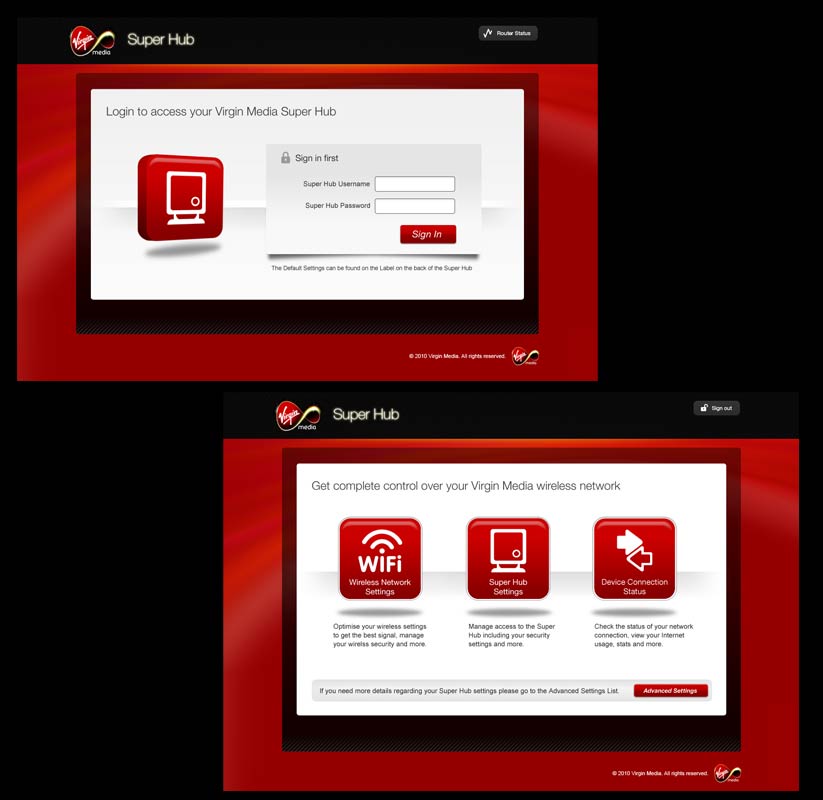 Virgin
media
Super Hub
Router Status
Login to access your Virgin Media Super Hub
Sign in first
Super Hub Username
Super Hub Password
Sign In
The Default Settings can be found on the Label on the back of the Super Hub
© 2010 Virgin Media. All rights reserved.
Virgin
media
Virgin
media
Super Hub
Sign out
Get complete control over your Virgin Media wireless network
WiFi
Wireless Network
Settings
Optimise your wireless settings
to get the best signal, manage
your wirelss security and more.
Super Hub
Settings
Manage access to the Super
Hub including your security
settings and more.
Device Connection
Status
Check the status of your network
connection, view your Internet
usage, stats and more.
If you need more details regarding your Super Hub settings please go to the Advanced Settings List.
Advanced Settings
© 2010 Virgin Media. All rights reserved.
Virgin
media